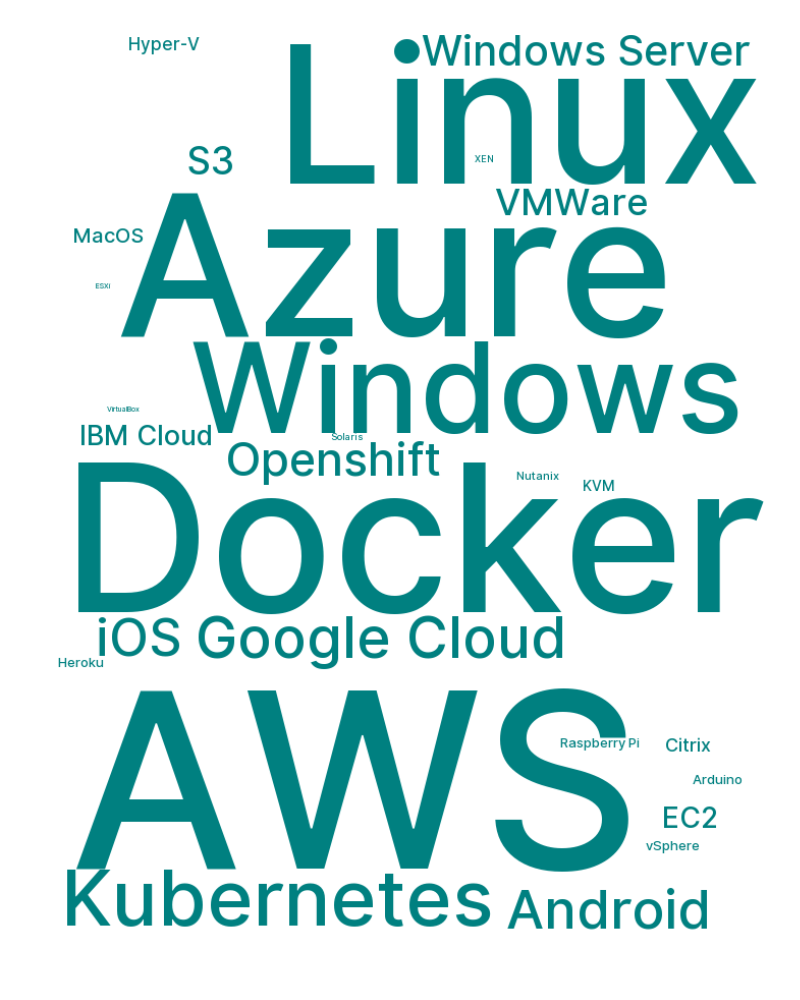 Hyper-V
Windows Server
Linux
XEN
S3
VMWare
MacOS
Azure
ESXi
Windows
VirtualBox
IBM Cloud
Solaris
Openshift
Nutanix
KVM
Docker
iOS
Google Cloud
Heroku
AWS
Raspberry Pi
Citrix
Arduino
EC2
vSphere
Kubernetes
Android